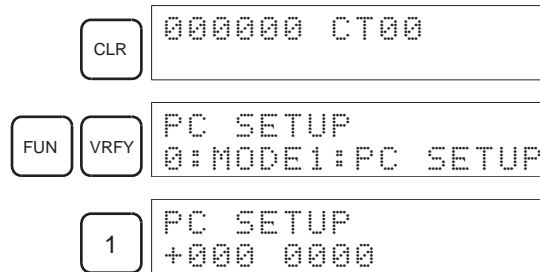 CLR
000000 CT00
FUN VRFY
PC SETUP
0:MODE1:PC SETUP
1
PC SETUP
+000 0000